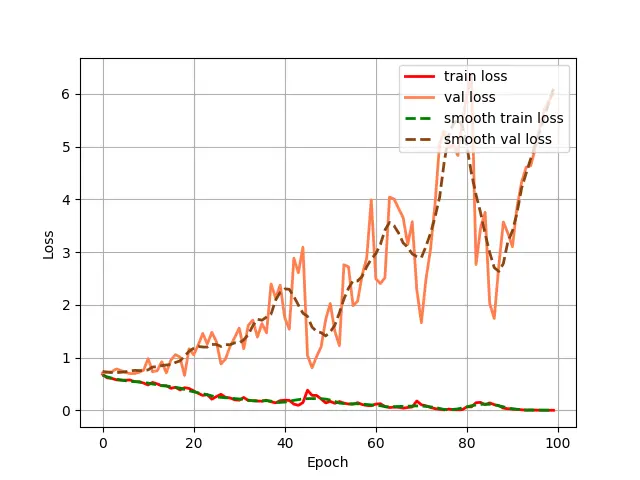 train loss
val loss
smooth train loss
smooth val loss
6
5
4
3
2
1
0
Loss
0 20 40 60 80 100
Epoch